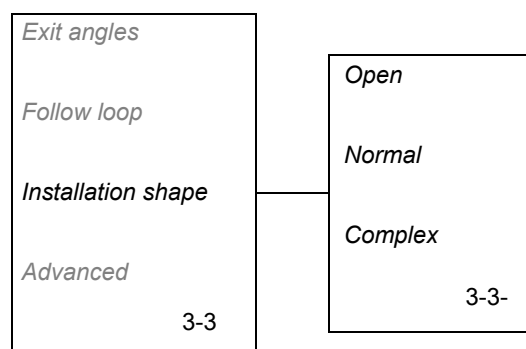 Exit angles
Follow loop
Installation shape
Advanced
3-3
Open
Normal
Complex
3-3-